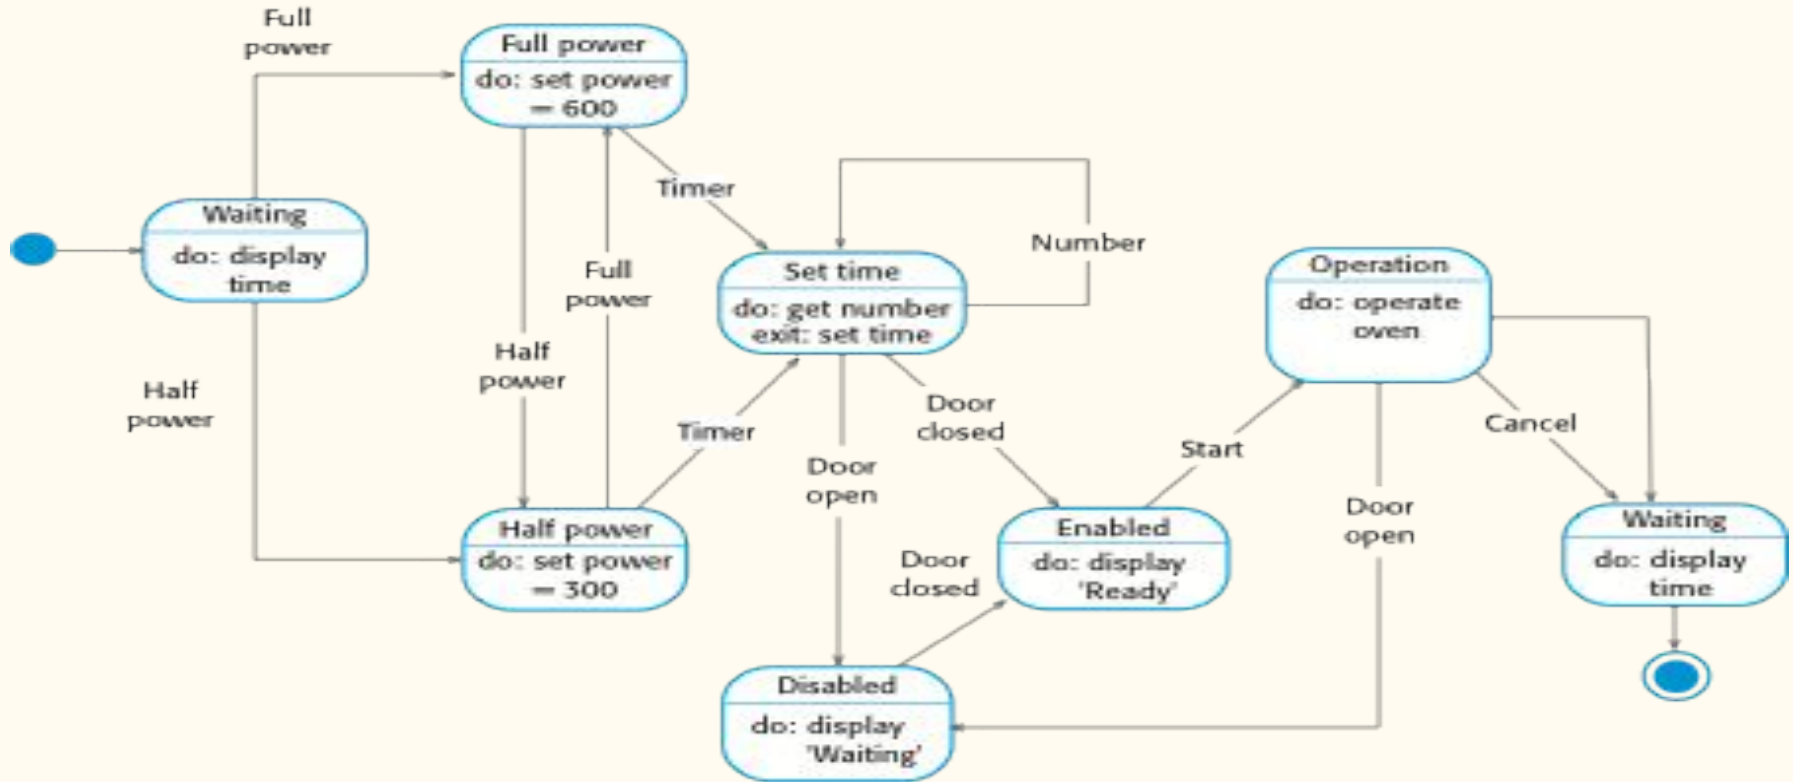 Full
power
Full power
do: set power
= 600
Timer
Waiting
do: display
time
Full
power
Number
Set time
do: get number
exit: set time
Operation
do: operate
oven
Half
power
Half
power
Timer
Door
closed
Door
open
Start
Cancel
Door
open
Half power
do: set power
= 300
Door
closed
Enabled
do: display
'Ready'
Waiting
do: display
time
Disabled
do: display
'Waiting'